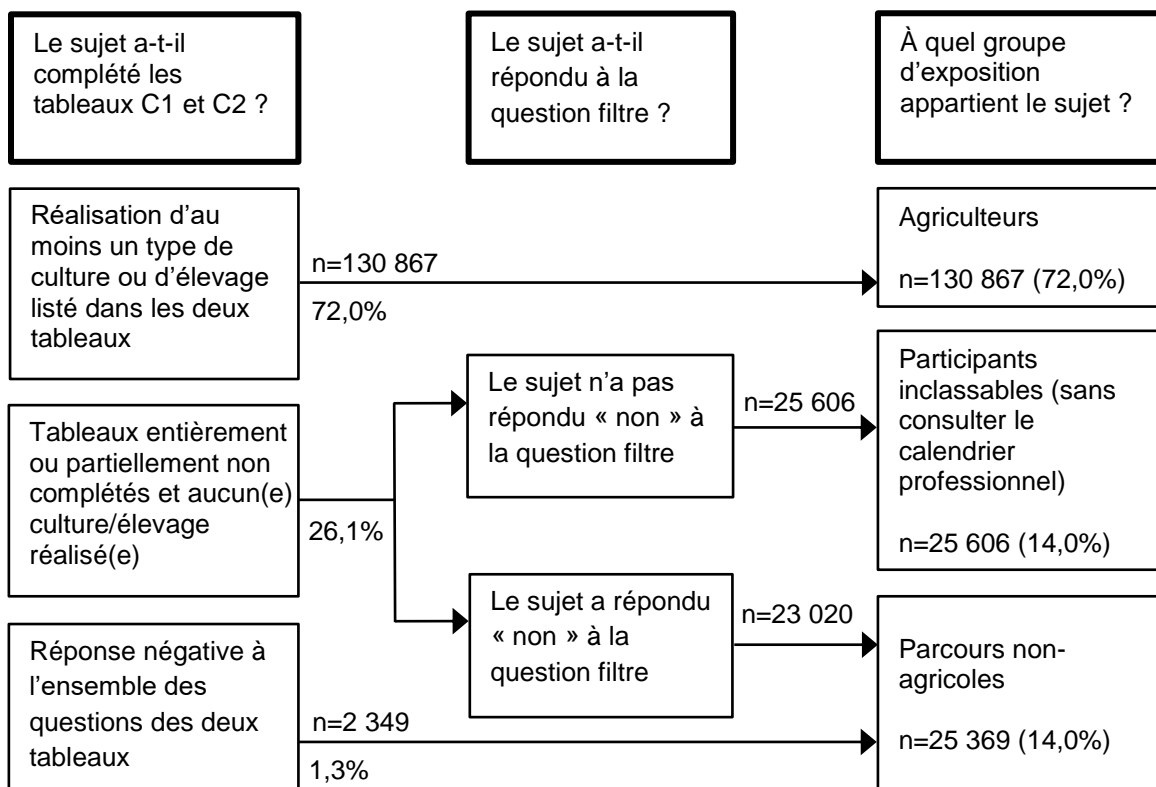 Le sujet a-t-il
complété les
tableaux C1 et C2 ?
Le sujet a-t-il
répondu à la
question filtre ?
À quel groupe
d’exposition
appartient le sujet ?
Réalisation d’au
moins un type de
culture ou d’élevage
listé dans les deux
tableaux
n=130 867
72,0%
Agriculteurs
n=130 867 (72,0%)
Tableaux entièrement
ou partiellement non
complétés et aucun(e)
culture/élevage
réalisé(e)
26,1%
Le sujet n’a pas
répondu « non » à
la question filtre
n=25 606
Participants
inclassables (sans
consulter le
calendrier
professionnel)
n=25 606 (14,0%)
Le sujet a répondu
« non » à la
question filtre
n=23 020
Réponse négative à
l’ensemble des
questions des deux
tableaux
n=2 349
1,3%
Parcours non-
agricoles
n=25 369 (14,0%)